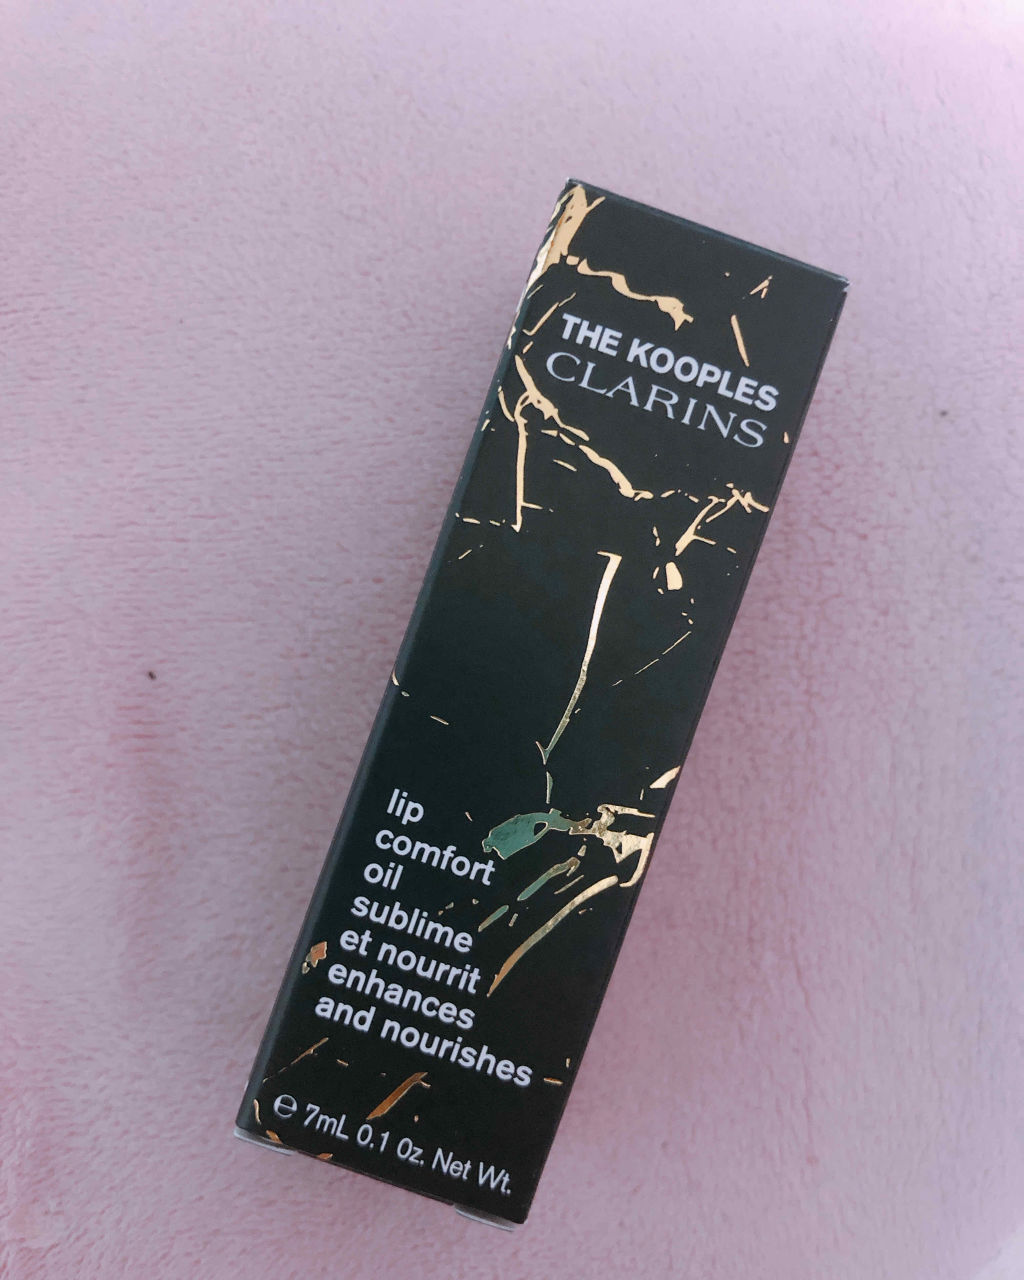 THE KOOPLES
CLARINS
lip
comfort
oil
sublime
et nourrit
enhances
and nourishes
℮ 7mL 0.1 Oz. Net Wt.